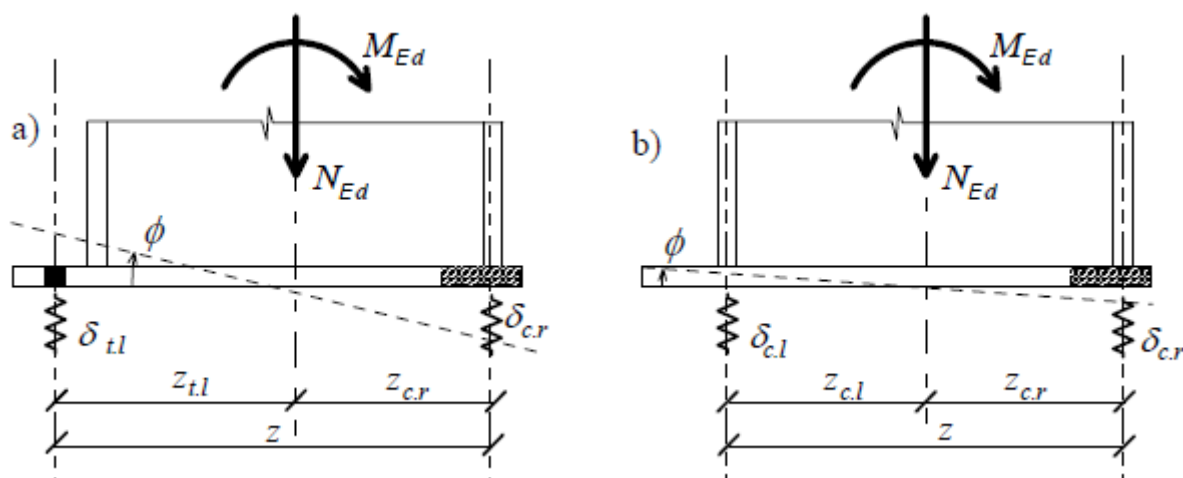 a)
M_Ed
N_Ed
ϕ
δ_t.l
δ_c.r
z_t.l
z_c.r
z
b)
M_Ed
N_Ed
ϕ
δ_c.l
δ_c.r
z_c.l
z_c.r
z